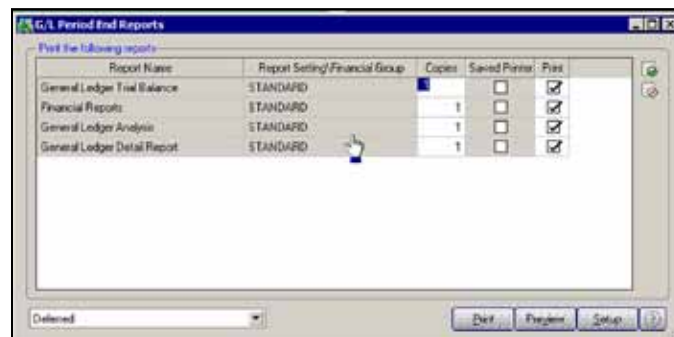 G/L Period End Reports
Print the following reports
Report Name Report Setting\Financial Group Copies Saved Printer Print
General Ledger Trial Balance STANDARD 1
Financial Reports STANDARD 1
General Ledger Analysis STANDARD 1
General Ledger Detail Report STANDARD 1
Deferred Print Preview Setup